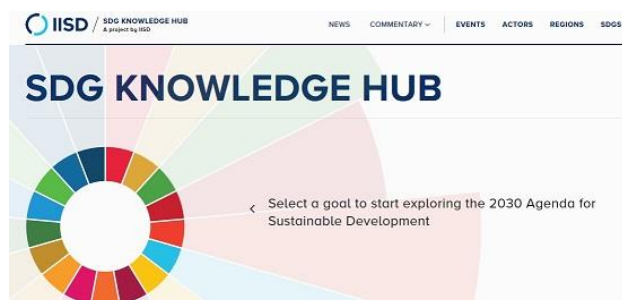 IISD / SDG KNOWLEDGE HUB
A project by IISD
NEWS COMMENTARY EVENTS ACTORS REGIONS SDGS
SDG KNOWLEDGE HUB
Select a goal to start exploring the 2030 Agenda for
Sustainable Development